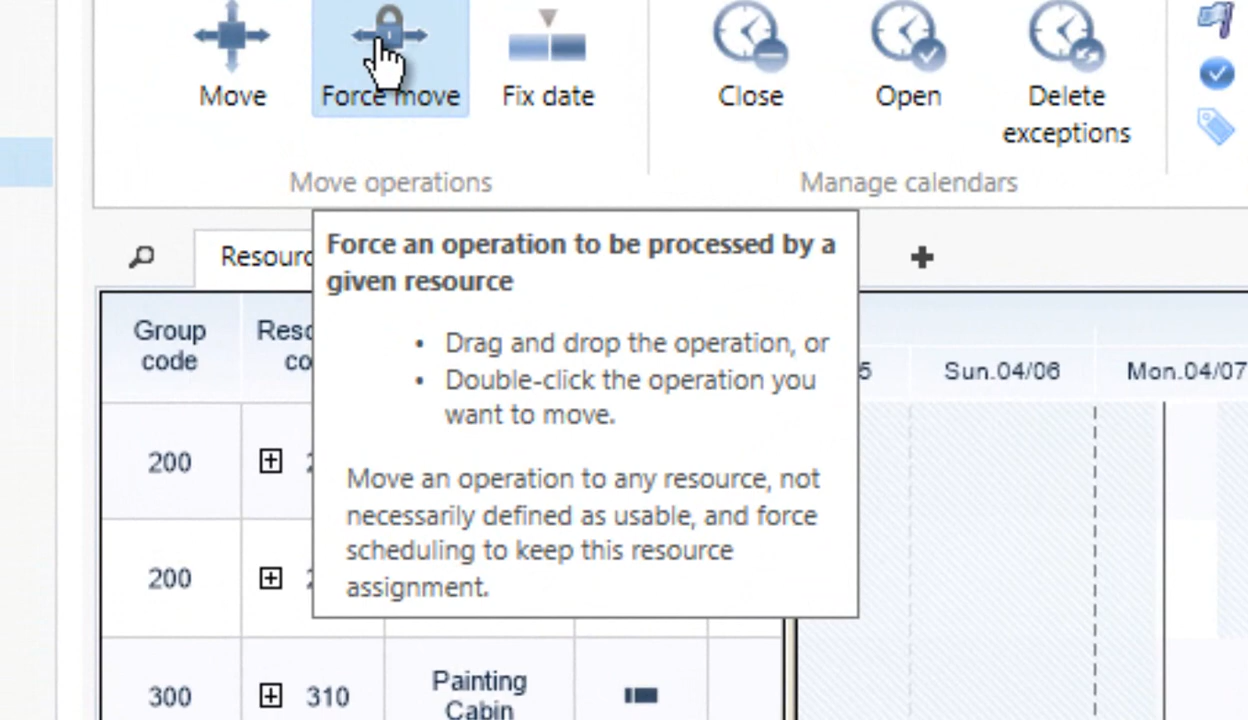 Move
Force move
Fix date
Close
Open
Delete
exceptions
Move operations
Manage calendars
Force an operation to be processed by a
given resource
• Drag and drop the operation, or
• Double-click the operation you
want to move.
Move an operation to any resource, not
necessarily defined as usable, and force
scheduling to keep this resource
assignment.
Group
code
Sun.04/06
Mon.04/07
200
200
300
310
Painting
Cabin